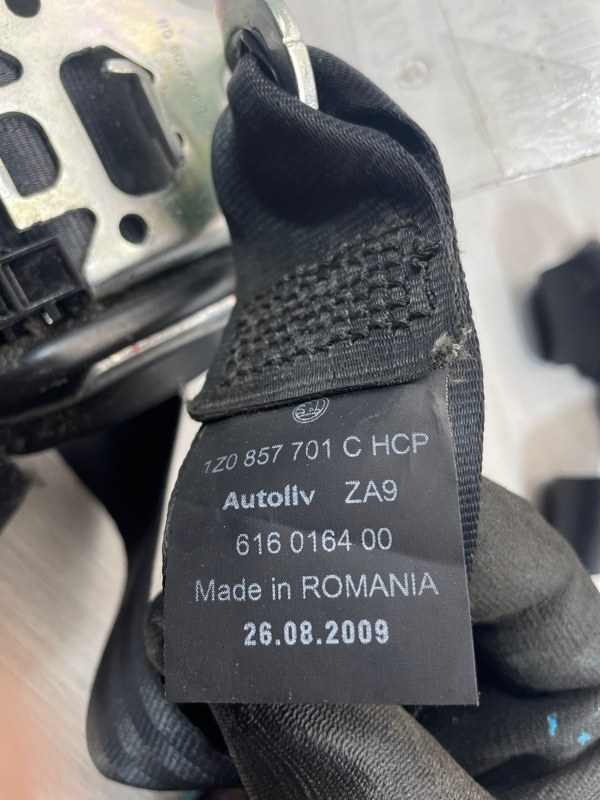 1Z0 857 701 C HCP
Autoliv ZA9
616 0164 00
Made in ROMANIA
26.08.2009